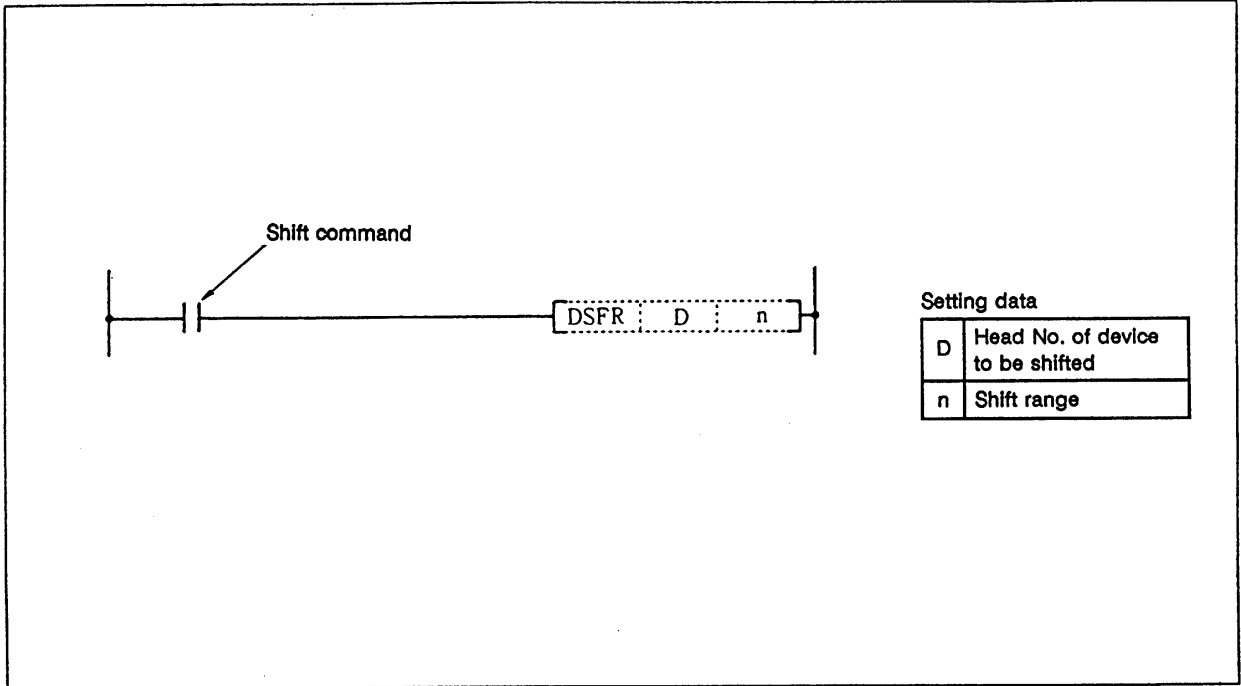 Shift command
DSFR D n
Setting data
D Head No. of device
to be shifted
n Shift range